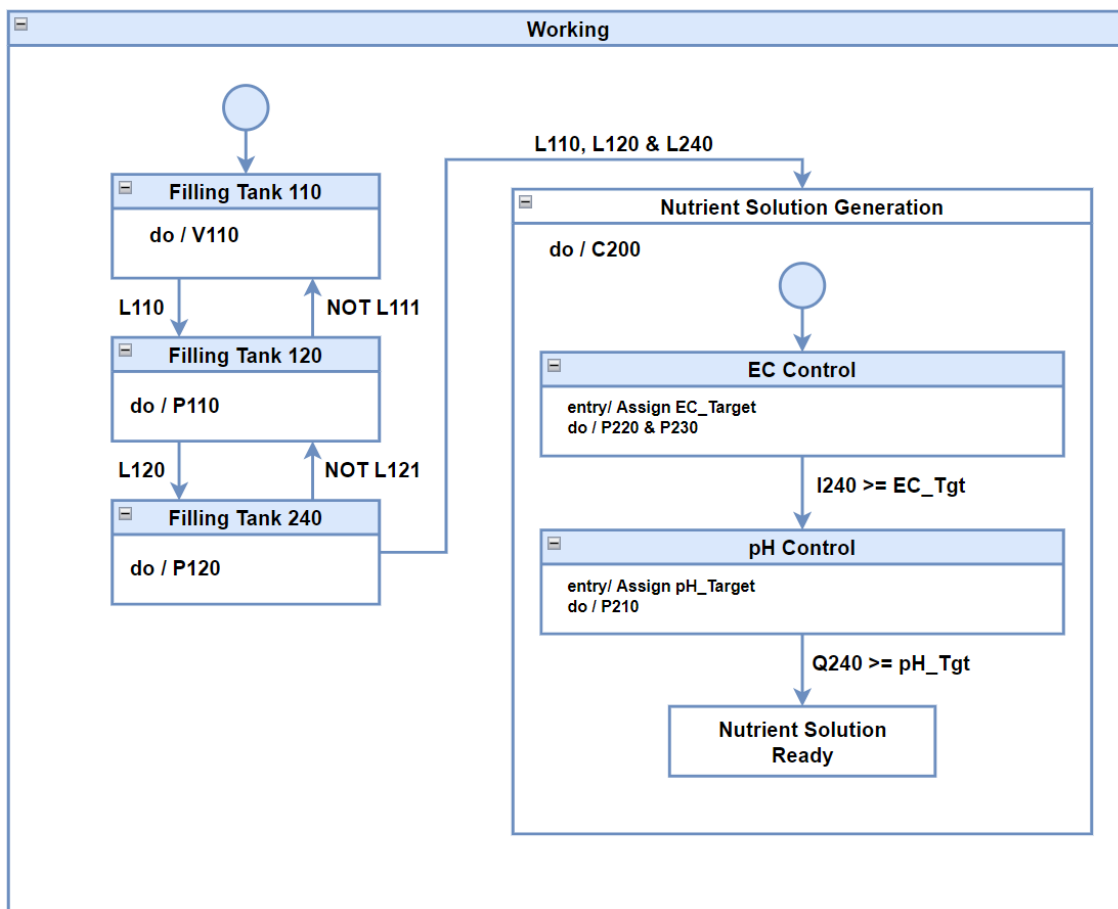 Working
Filling Tank 110
do / V110
L110
NOT L111
Filling Tank 120
do / P110
L120
NOT L121
Filling Tank 240
do / P120
L110, L120 & L240
Nutrient Solution Generation
do / C200
EC Control
entry/ Assign EC_Target
do / P220 & P230
I240 >= EC_Tgt
pH Control
entry/ Assign pH_Target
do / P210
Q240 >= pH_Tgt
Nutrient Solution
Ready